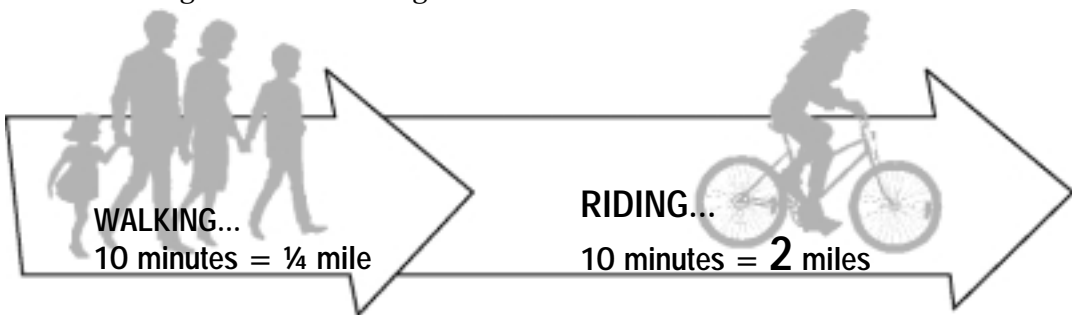 WALKING...
10 minutes = ¼ mile
RIDING...
10 minutes = 2 miles